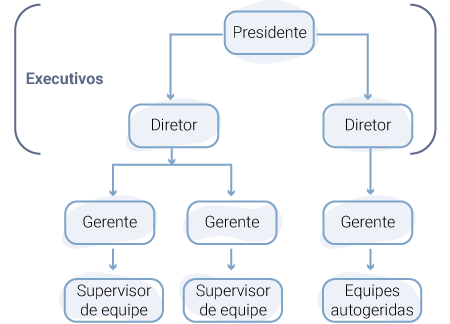 Presidente
Executivos
Diretor
Diretor
Gerente
Gerente
Gerente
Supervisor
de equipe
Supervisor
de equipe
Equipes
autogeridas